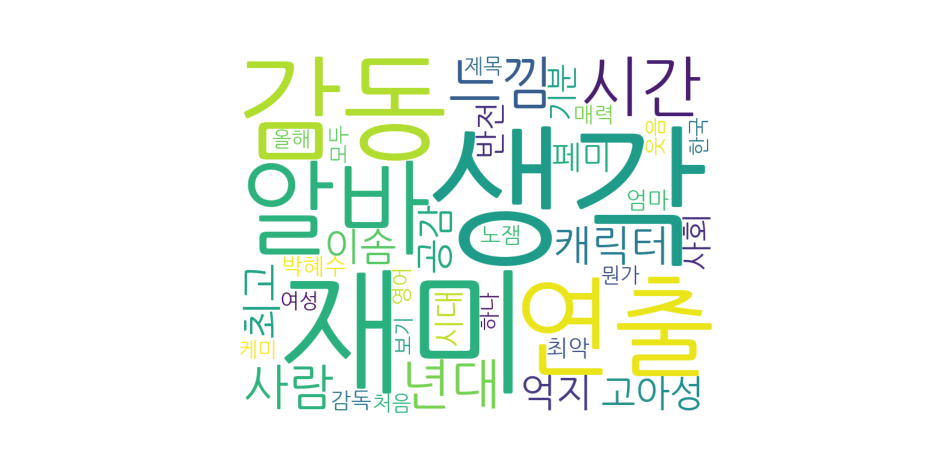 감동
느낌
제목
기분
시간
매력
반전
올해
모두
페미
웃음
한국
생각
알바
엄마
공감
노잼
이솜
캐릭터
사회
박혜수
뭔가
최고
여성
영어
재미
시대
하나
연출
보기
케미
최악
사람
감독
처음
년대
억지
고아성